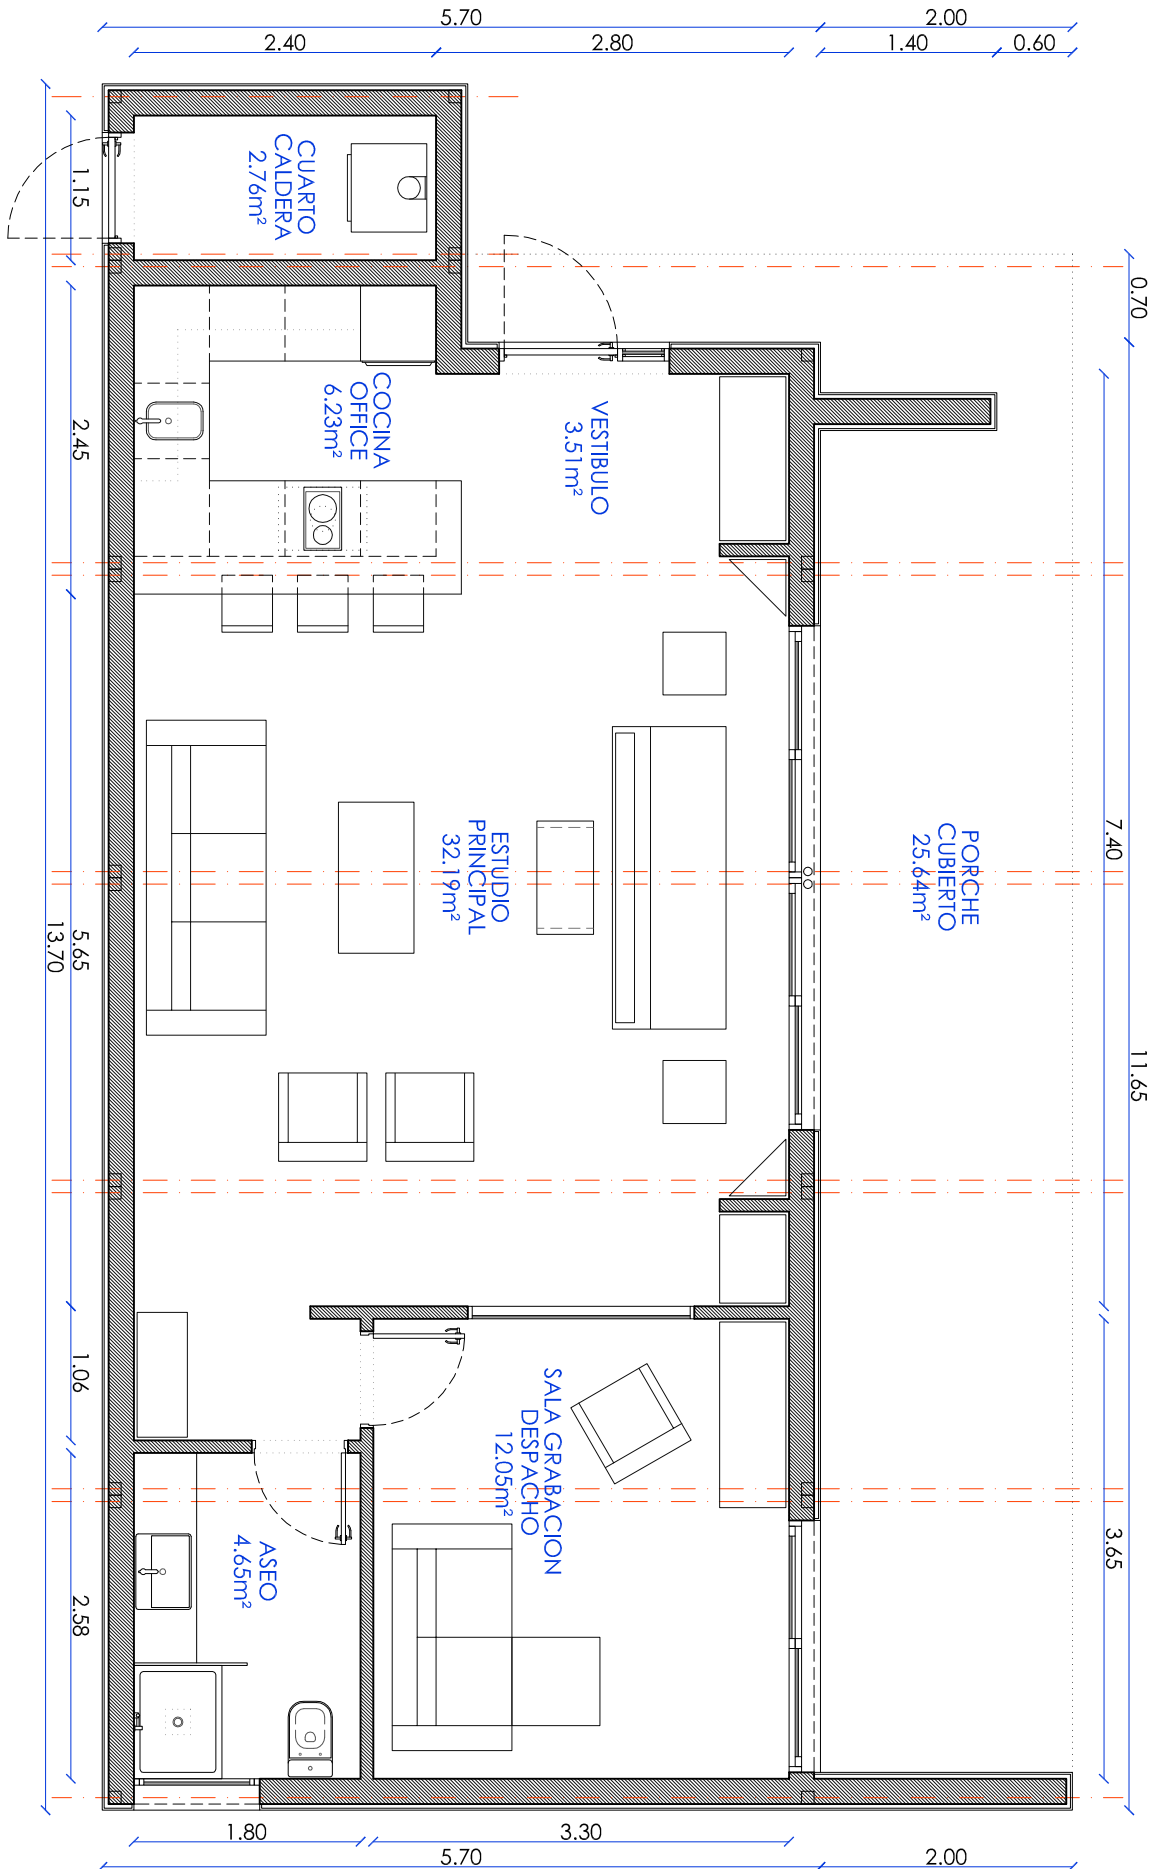 5.70
2.00
2.40
2.80
1.40
0.60
CUARTO
CALDERA
2.76m²
1.15
0.70
COCINA
OFFICE
6.23m²
VESTIBULO
3.51m²
2.45
ESTUDIO
PRINCIPAL
32.19m²
PORCHE
CUBIERTO
25.64m²
7.40
5.65
13.70
11.65
1.06
SALA GRABACION
DESPACHO
12.05m²
ASEO
4.65m²
3.65
2.58
1.80
3.30
5.70
2.00